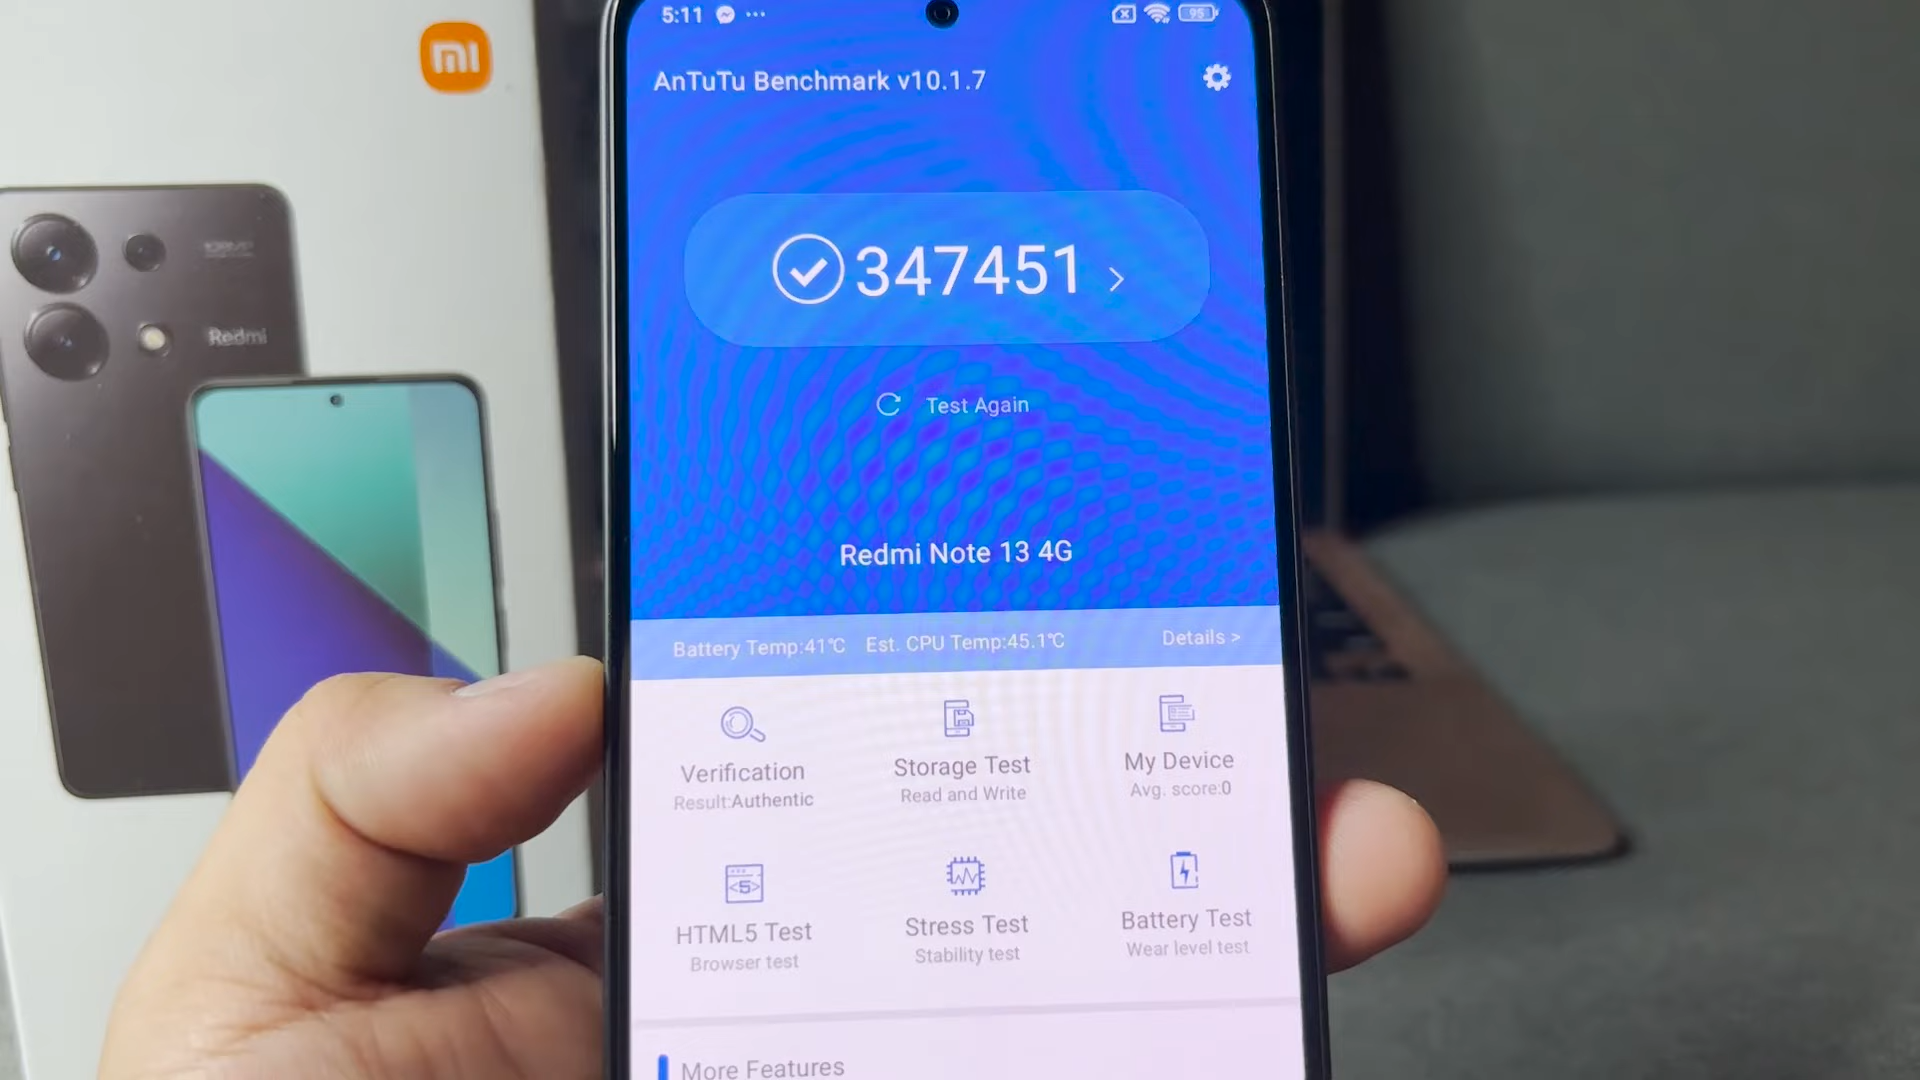 5:11
95
AnTuTu Benchmark v10.1.7
347451
Test Again
Redmi Note 13 4G
Battery Temp:41℃ Est. CPU Temp:45.1℃ Details >
Verification
Result:Authentic
Storage Test
Read and Write
My Device
Avg. score:0
HTML5 Test
Browser test
Stress Test
Stability test
Battery Test
Wear level test
More Features
mi
108MP
Redmi